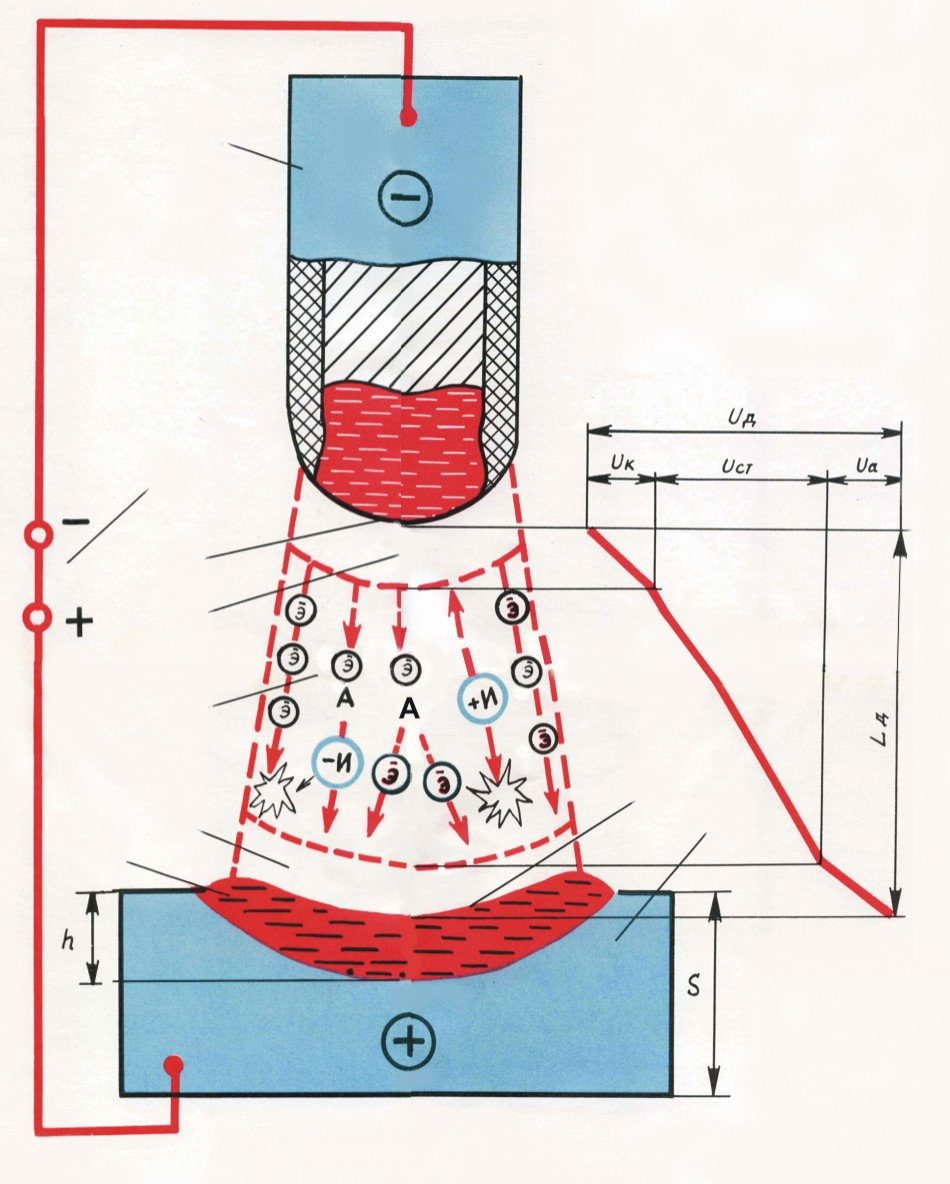 −
Uд
Uк Uст Uа
−
+
э̄ э̄
э̄ э̄ э̄ э̄
A A +И
э̄ Lд
−И э̄ э̄ э̄
h
S
+